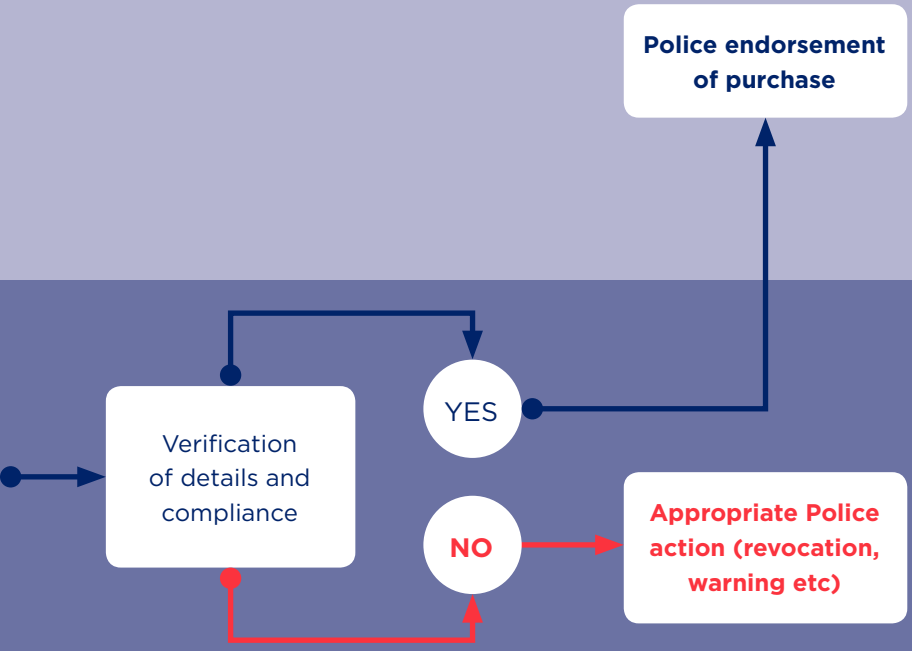 Police endorsement
of purchase
YES
Verification
of details and
compliance
NO
Appropriate Police
action (revocation,
warning etc)